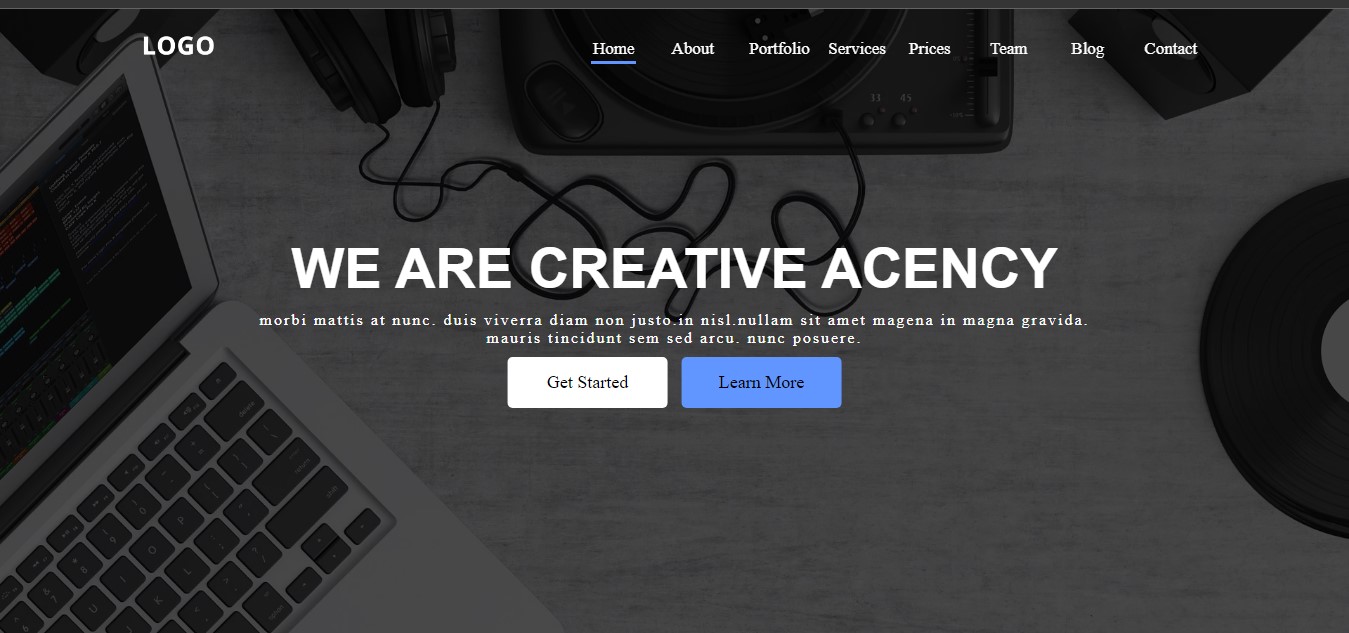 LOGO
Home About Portfolio Services Prices Team Blog Contact
33 45
WE ARE CREATIVE ACENCY
morbi mattis at nunc. duis viverra diam non justo.in nisl.nullam sit amet magena in magna gravida.
mauris tincidunt sem sed arcu. nunc posuere.
Get Started Learn More